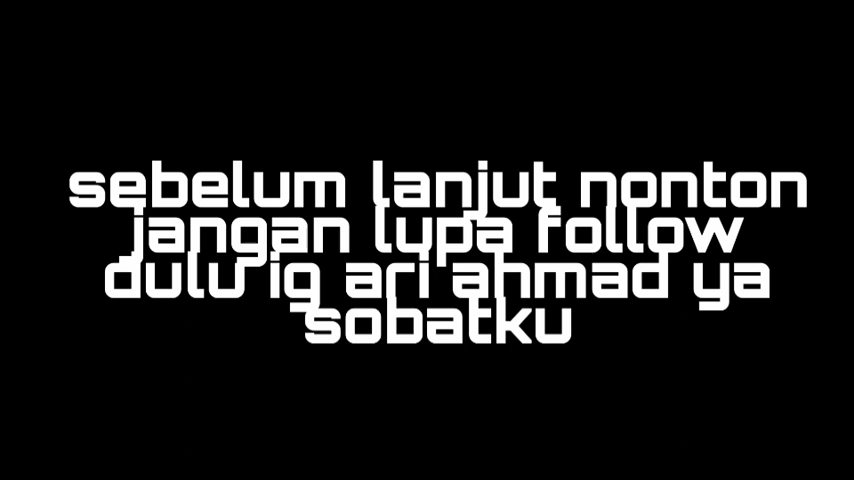 sebelum lanjut nonton
jangan lupa follow
dulu ig ari ahmad ya
sobatku